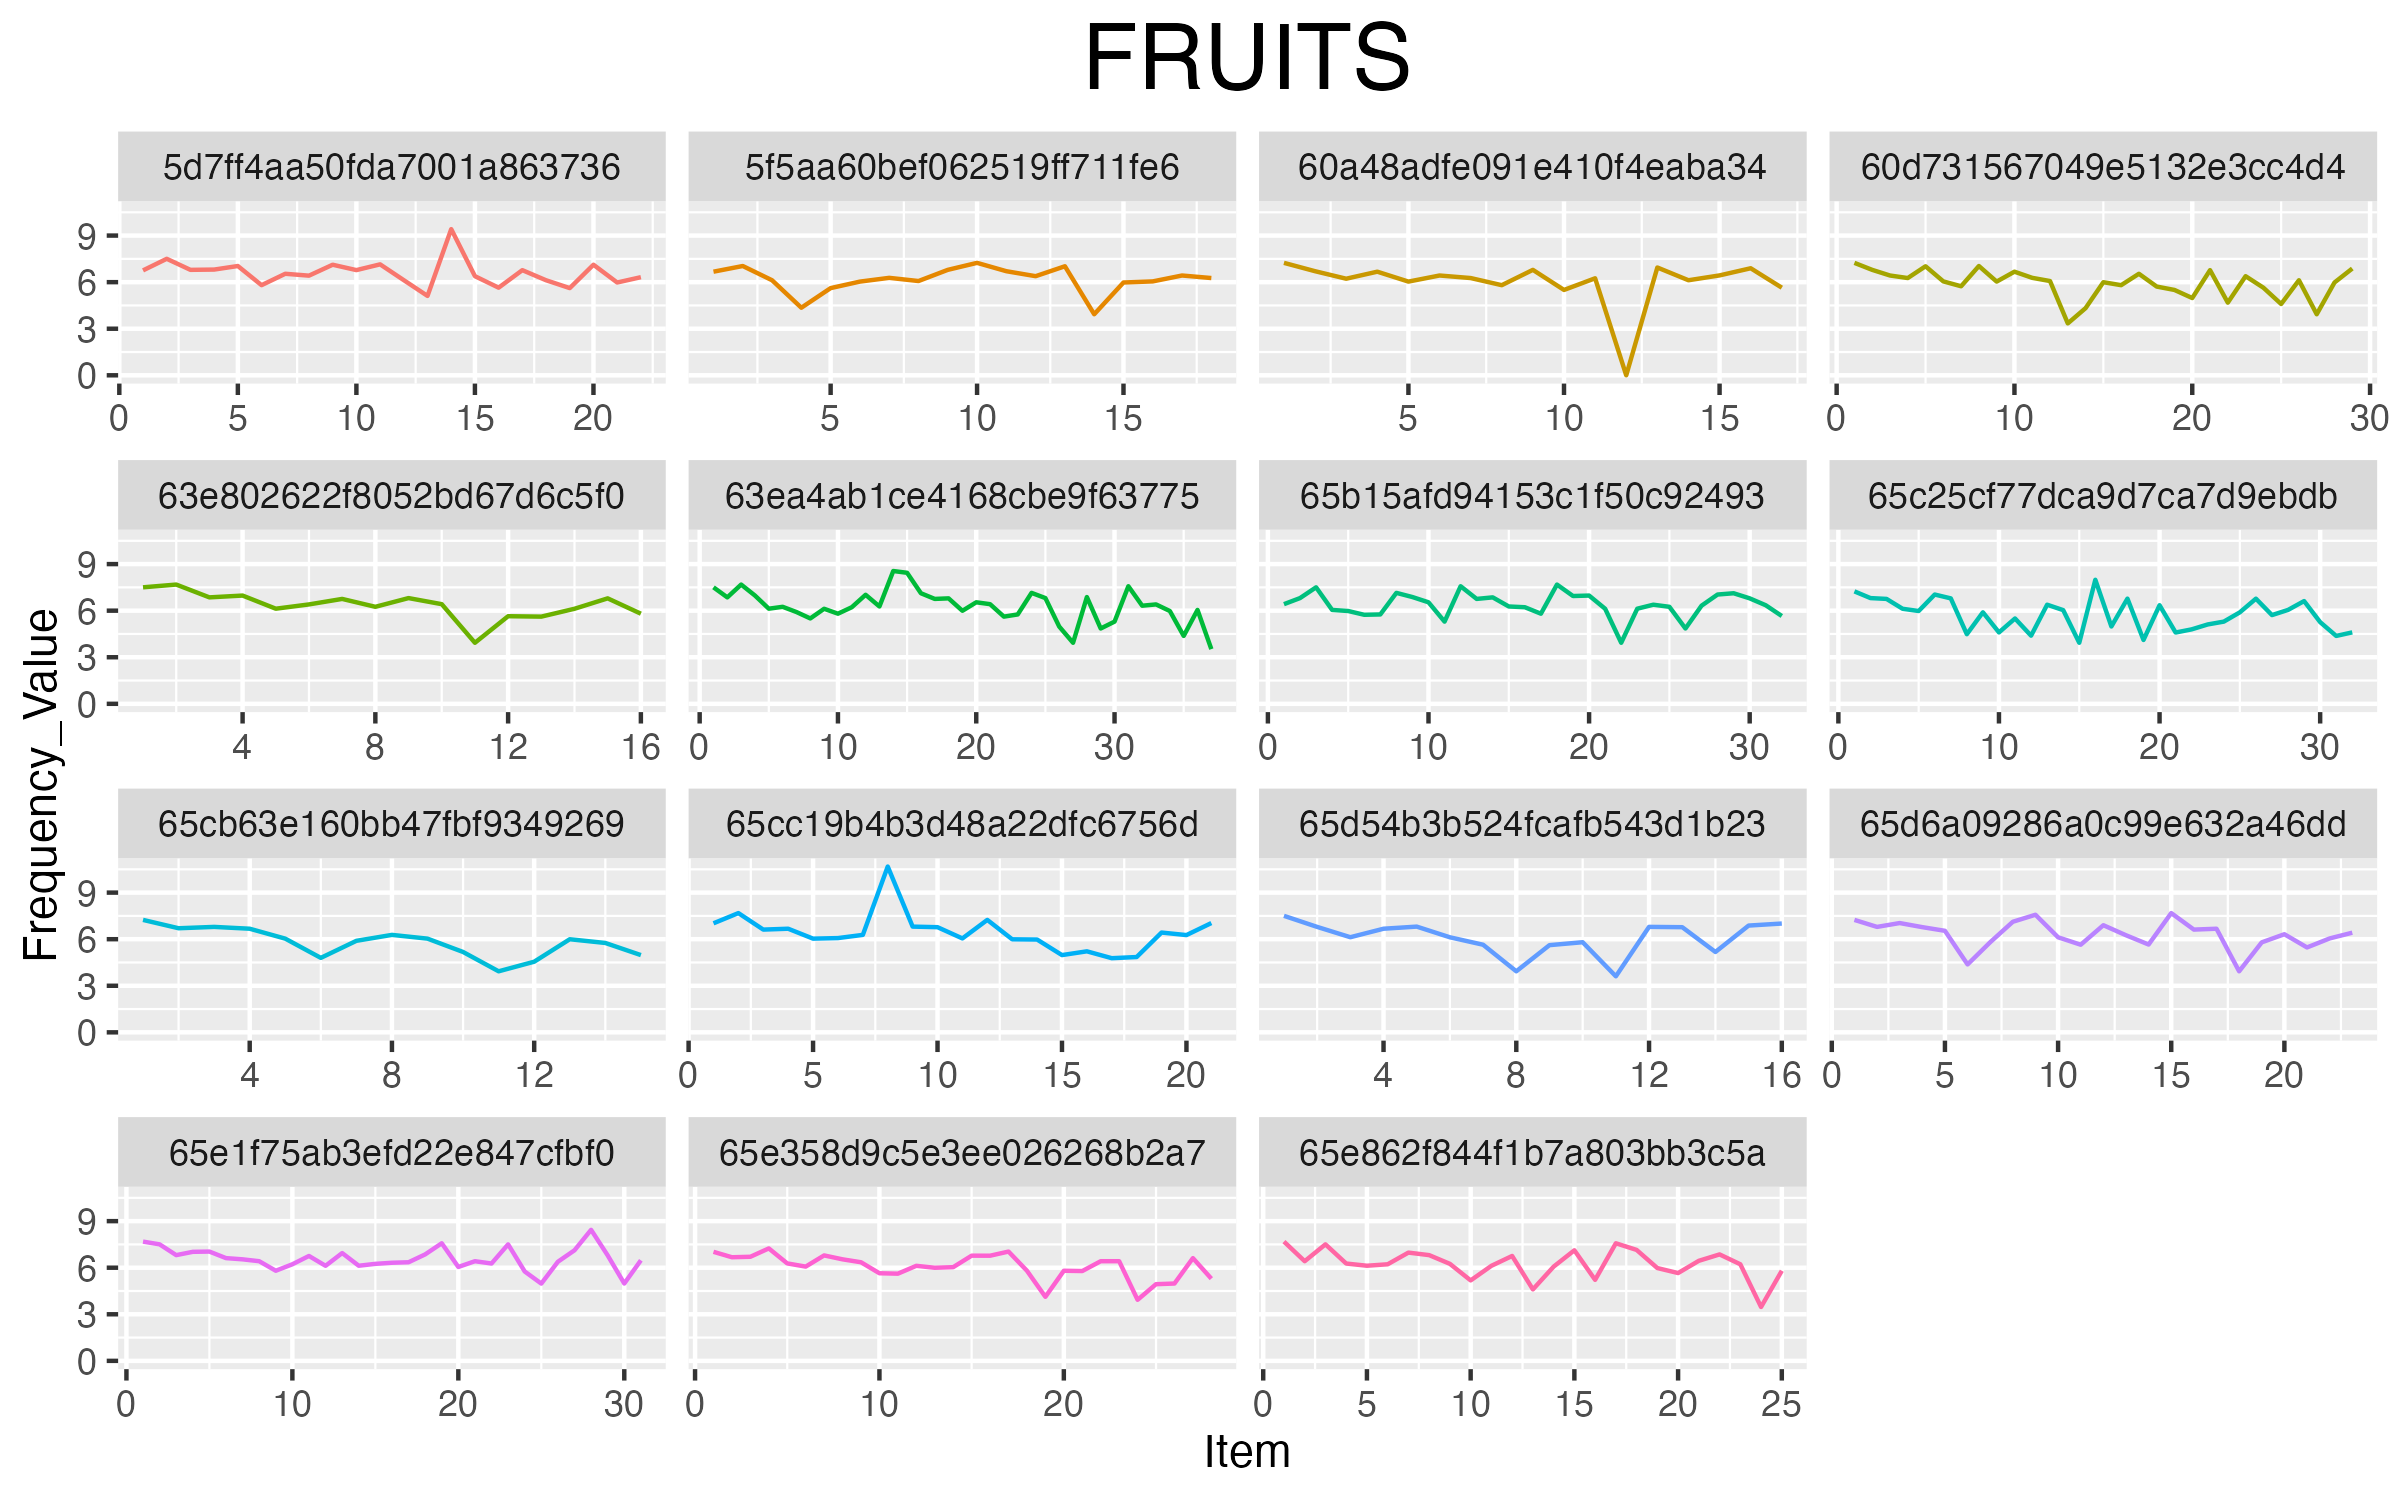 FRUITS
5d7ff4aa50fda7001a863736 5f5aa60bef062519ff711fe6 60a48adfe091e410f4eaba34 60d731567049e5132e3cc4d4
9
6
3
0
0 5 10 15 20 5 10 15 5 10 15 0 10 20 30
63e802622f8052bd67d6c5f0 63ea4ab1ce4168cbe9f63775 65b15afd94153c1f50c92493 65c25cf77dca9d7ca7d9ebdb
9
6
3
0
4 8 12 16 0 10 20 30 0 10 20 30 0 10 20 30
Frequency_Value
65cb63e160bb47fbf9349269 65cc19b4b3d48a22dfc6756d 65d54b3b524fcafb543d1b23 65d6a09286a0c99e632a46dd
9
6
3
0
4 8 12 0 5 10 15 20 4 8 12 16 0 5 10 15 20
65e1f75ab3efd22e847cfbf0 65e358d9c5e3ee026268b2a7 65e862f844f1b7a803bb3c5a
9
6
3
0
0 10 20 30 0 10 20 0 5 10 15 20 25
Item